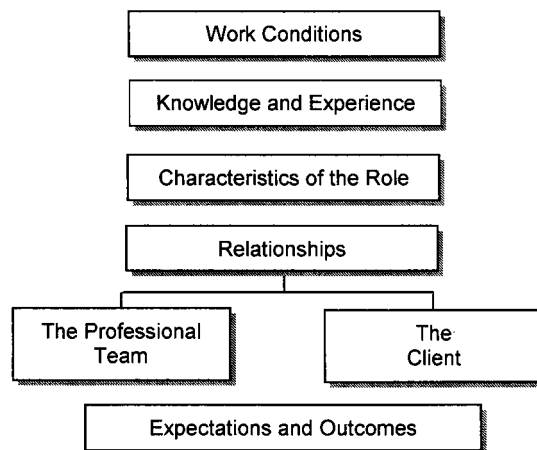 Work Conditions
Knowledge and Experience
Characteristics of the Role
Relationships
The Professional
Team
The
Client
Expectations and Outcomes